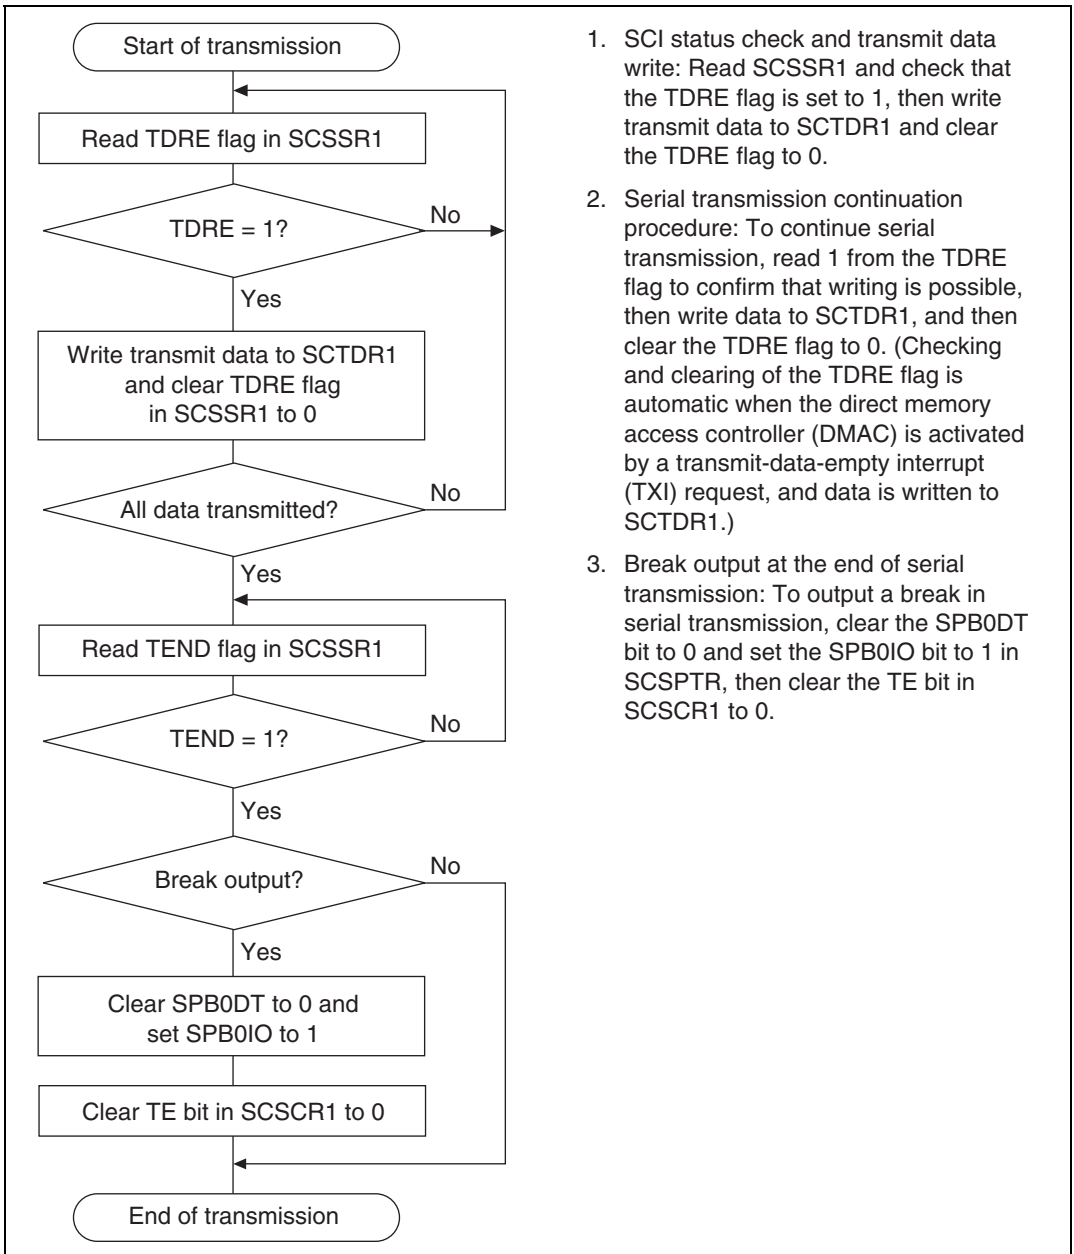 Start of transmission
Read TDRE flag in SCSSR1
TDRE = 1?
No
Yes
Write transmit data to SCTDR1
and clear TDRE flag
in SCSSR1 to 0
All data transmitted?
No
Yes
Read TEND flag in SCSSR1
TEND = 1?
No
Yes
Break output?
No
Yes
Clear SPB0DT to 0 and
set SPB0IO to 1
Clear TE bit in SCSCR1 to 0
End of transmission
1. SCI status check and transmit data
write: Read SCSSR1 and check that
the TDRE flag is set to 1, then write
transmit data to SCTDR1 and clear
the TDRE flag to 0.
2. Serial transmission continuation
procedure: To continue serial
transmission, read 1 from the TDRE
flag to confirm that writing is possible,
then write data to SCTDR1, and then
clear the TDRE flag to 0. (Checking
and clearing of the TDRE flag is
automatic when the direct memory
access controller (DMAC) is activated
by a transmit-data-empty interrupt
(TXI) request, and data is written to
SCTDR1.)
3. Break output at the end of serial
transmission: To output a break in
serial transmission, clear the SPB0DT
bit to 0 and set the SPB0IO bit to 1 in
SCSPTR, then clear the TE bit in
SCSCR1 to 0.